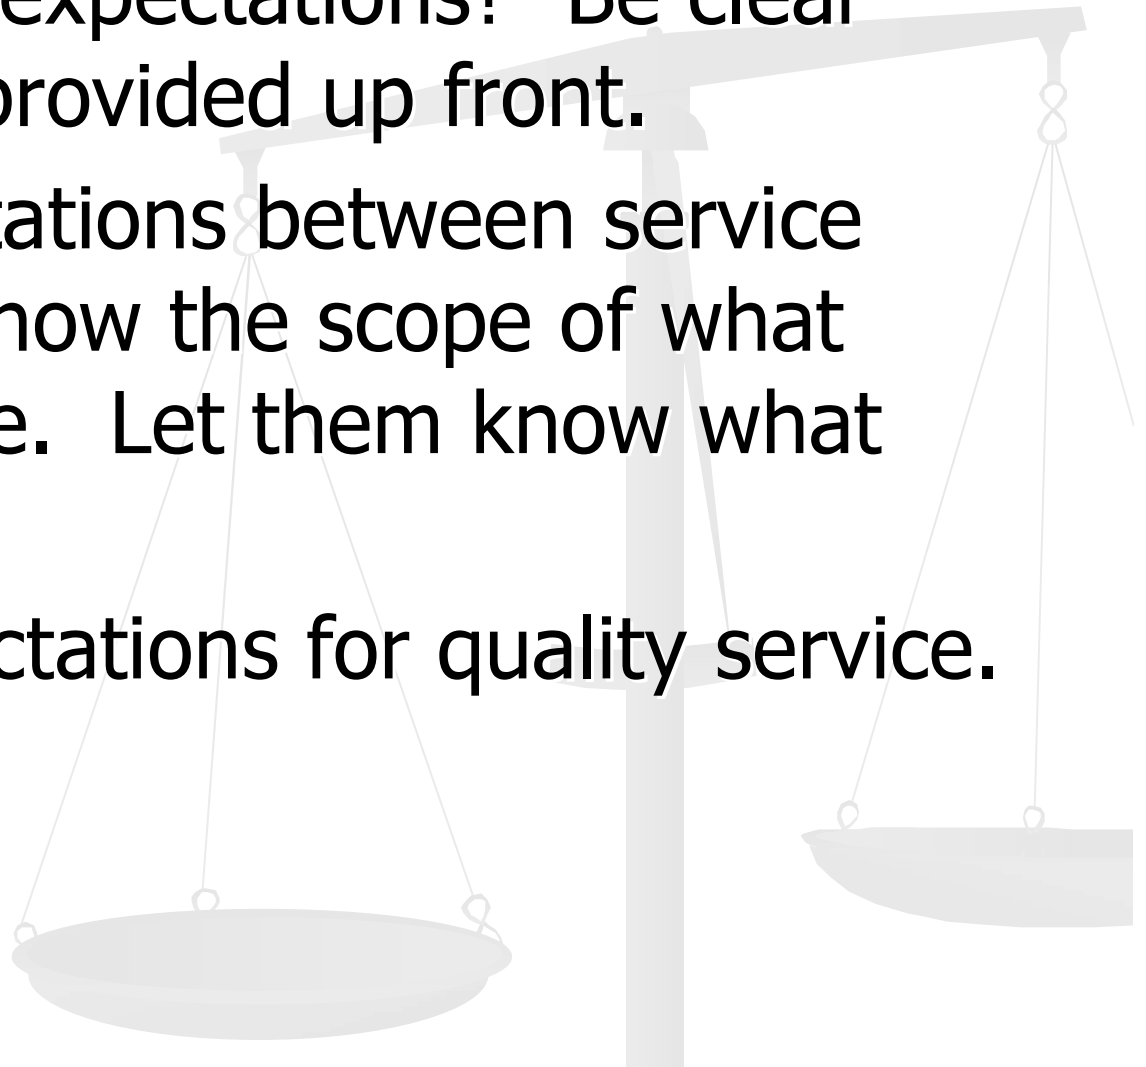 expectations? Be clear
provided up front.
tations between service
now the scope of what
e. Let them know what
ctations for quality service.